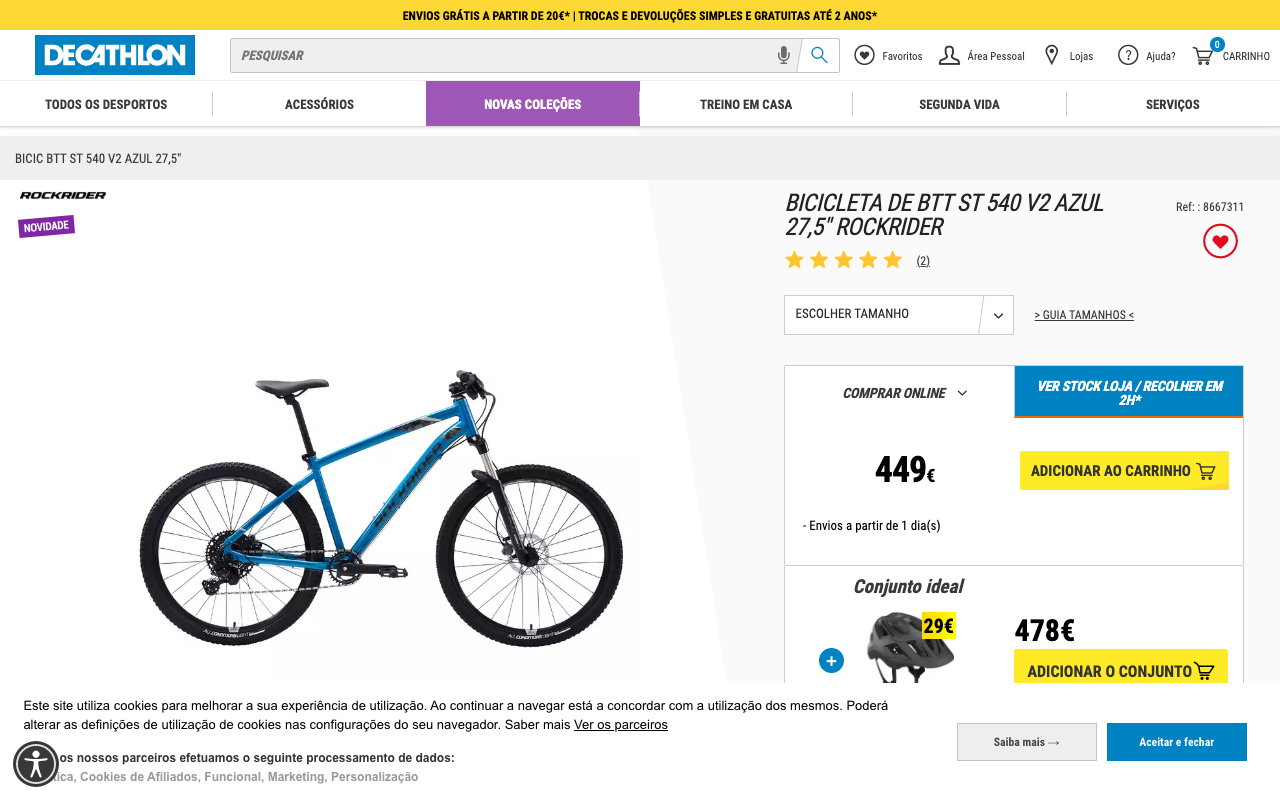 ENVIOS GRÁTIS A PARTIR DE 20€* | TROCAS E DEVOLUÇÕES SIMPLES E GRATUITAS ATÉ 2 ANOS*
DECATHLON
PESQUISAR
Favoritos
Área Pessoal
Lojas
Ajuda?
0
CARRINHO
TODOS OS DESPORTOS
ACESSÓRIOS
NOVAS COLEÇÕES
TREINO EM CASA
SEGUNDA VIDA
SERVIÇOS
BICIC BTT ST 540 V2 AZUL 27,5"
ROCKRIDER
NOVIDADE
BICICLETA DE BTT ST 540 V2 AZUL
27,5" ROCKRIDER
Ref: : 8667311
(2)
ESCOLHER TAMANHO
> GUIA TAMANHOS <
COMPRAR ONLINE
VER STOCK LOJA / RECOLHER EM
2H*
449€
ADICIONAR AO CARRINHO
- Envios a partir de 1 dia(s)
Conjunto ideal
29€
478€
ADICIONAR O CONJUNTO
ROCKRIDER
ALL CONDITIONS LIGHT
ALL CONDITIONS LIGHT
Este site utiliza cookies para melhorar a sua experiência de utilização. Ao continuar a navegar está a concordar com a utilização dos mesmos. Poderá
alterar as definições de utilização de cookies nas configurações do seu navegador. Saber mais Ver os parceiros
os nossos parceiros efetuamos o seguinte processamento de dados:
Cookies de Afiliados, Funcional, Marketing, Personalização
Saiba mais →
Aceitar e fechar